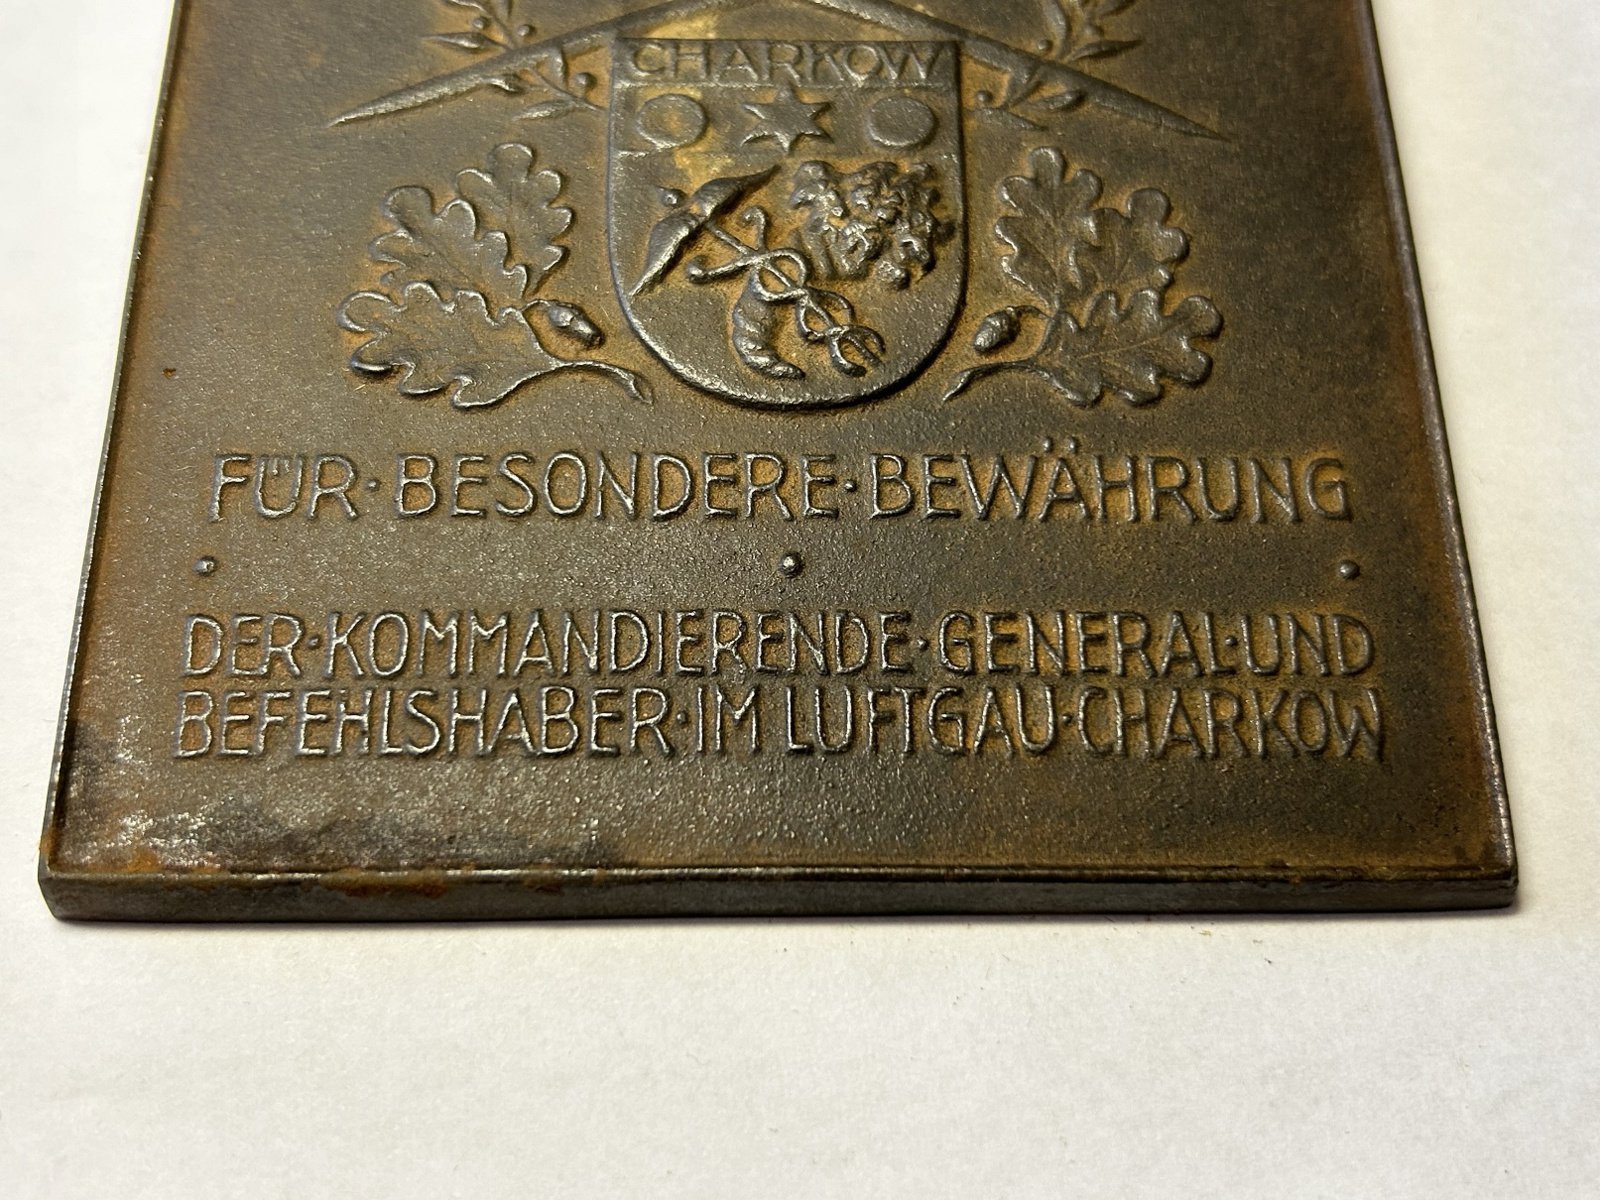 CHARKOW
FÜR·BESONDERE·BEWÄHRUNG
DER·KOMMANDIERENDE·GENERAL·UND
BEFEHLSHABER·IM LUFTGAU·CHARKOW